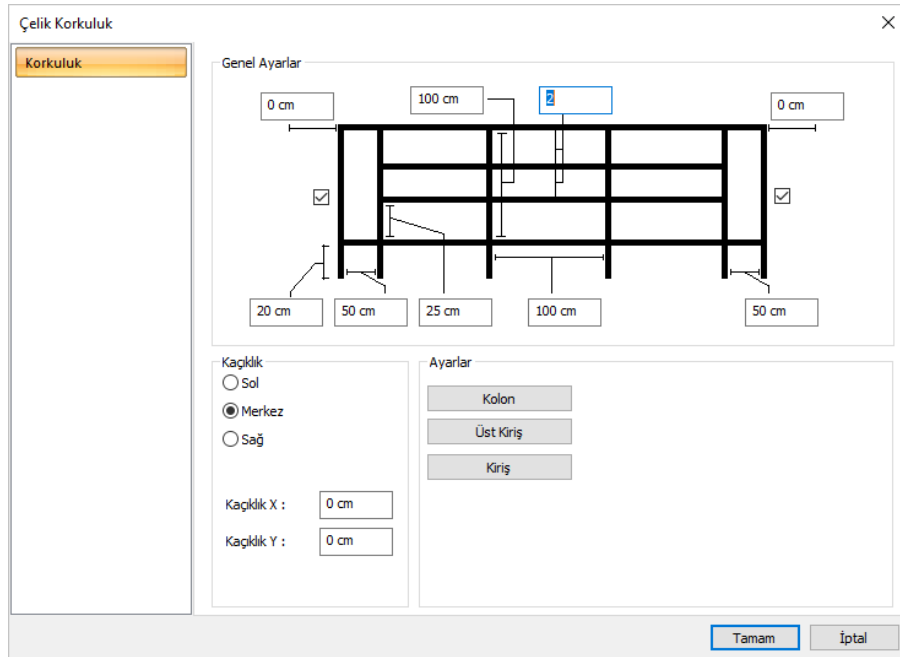 Çelik Korkuluk
Korkuluk
Genel Ayarlar
0 cm
100 cm
2
0 cm
20 cm
50 cm
25 cm
100 cm
50 cm
Kaçıklık
Sol
Merkez
Sağ
Kaçıklık X :
0 cm
Kaçıklık Y :
0 cm
Ayarlar
Kolon
Üst Kiriş
Kiriş
Tamam
İptal